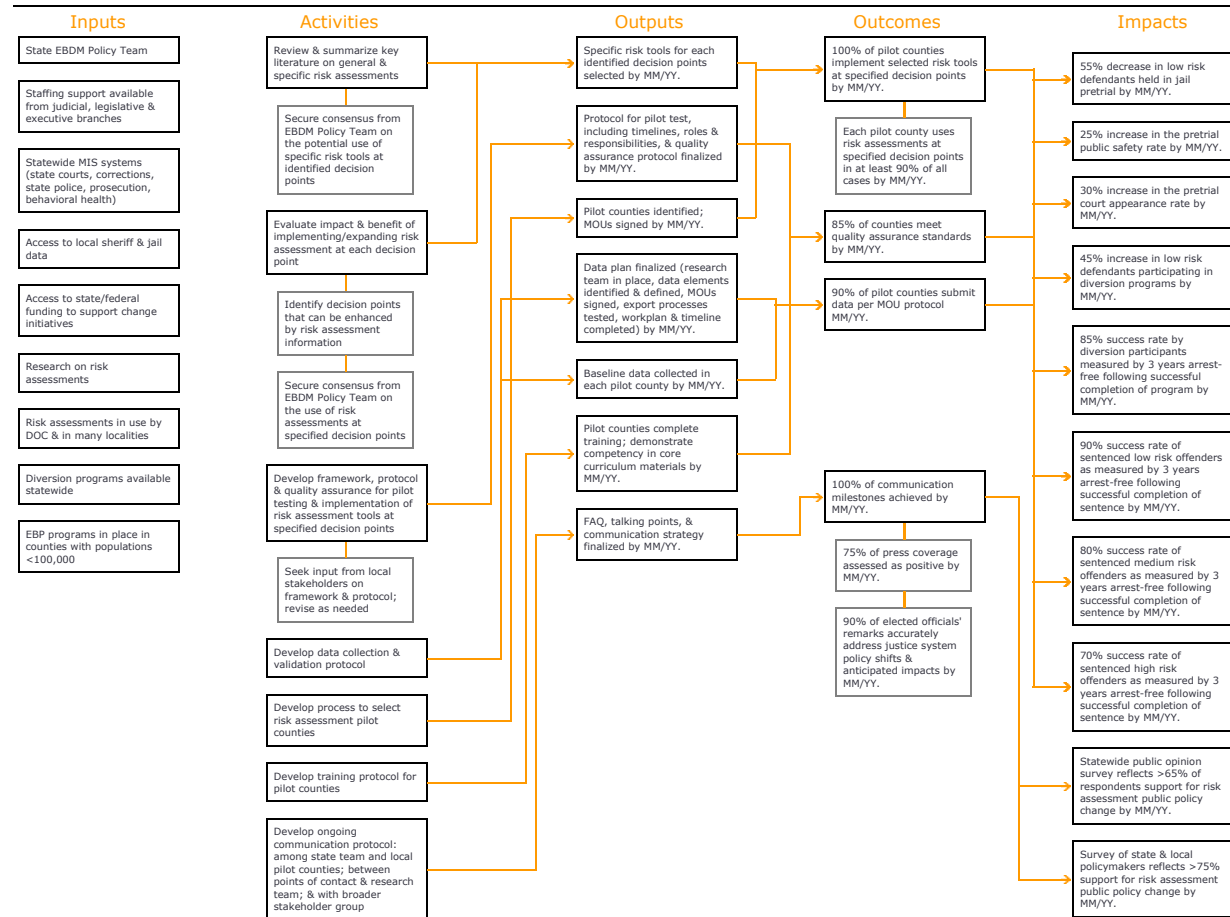 Inputs
State EBDM Policy Team
Staffing support available
from judicial, legislative &
executive branches
Statewide MIS systems
(state courts, corrections,
state police, prosecution,
behavioral health)
Access to local sheriff & jail
data
Access to state/federal
funding to support change
initiatives
Research on risk
assessments
Risk assessments in use by
DOC & in many localities
Diversion programs available
statewide
EBP programs in place in
counties with populations
<100,000
Activities
Review & summarize key
literature on general &
specific risk assessments
Secure consensus from
EBDM Policy Team on
the potential use of
specific risk tools at
identified decision
points
Evaluate impact & benefit of
implementing/expanding risk
assessment at each decision
point
Identify decision points
that can be enhanced
by risk assessment
information
Secure consensus from
EBDM Policy Team on
the use of risk
assessments at
specified decision points
Develop framework, protocol
& quality assurance for pilot
testing & implementation of
risk assessment tools at
specified decision points
Seek input from local
stakeholders on
framework & protocol;
revise as needed
Develop data collection &
validation protocol
Develop process to select
risk assessment pilot
counties
Develop training protocol for
pilot counties
Develop ongoing
communication protocol:
among state team and local
pilot counties; between
points of contact & research
team; & with broader
stakeholder group
Outputs
Specific risk tools for each
identified decision points
selected by MM/YY.
Protocol for pilot test,
including timelines, roles &
responsibilities, & quality
assurance protocol finalized
by MM/YY.
Pilot counties identified;
MOUs signed by MM/YY.
Data plan finalized (research
team in place, data elements
identified & defined, MOUs
signed, export processes
tested, workplan & timeline
completed) by MM/YY.
Baseline data collected in
each pilot county by MM/YY.
Pilot counties complete
training; demonstrate
competency in core
curriculum materials by
MM/YY.
FAQ, talking points, &
communication strategy
finalized by MM/YY.
Outcomes
100% of pilot counties
implement selected risk tools
at specified decision points
by MM/YY.
Each pilot county uses
risk assessments at
specified decision points
in at least 90% of all
cases by MM/YY.
85% of counties meet
quality assurance standards
by MM/YY.
90% of pilot counties submit
data per MOU protocol
MM/YY.
100% of communication
milestones achieved by
MM/YY.
75% of press coverage
assessed as positive by
MM/YY.
90% of elected officials'
remarks accurately
address justice system
policy shifts &
anticipated impacts by
MM/YY.
Impacts
55% decrease in low risk
defendants held in jail
pretrial by MM/YY.
25% increase in the pretrial
public safety rate by MM/YY.
30% increase in the pretrial
court appearance rate by
MM/YY.
45% increase in low risk
defendants participating in
diversion programs by
MM/YY.
85% success rate by
diversion participants
measured by 3 years arrest-
free following successful
completion of program by
MM/YY.
90% success rate of
sentenced low risk offenders
as measured by 3 years
arrest-free following
successful completion of
sentence by MM/YY.
80% success rate of
sentenced medium risk
offenders as measured by 3
years arrest-free following
successful completion of
sentence by MM/YY.
70% success rate of
sentenced high risk
offenders as measured by 3
years arrest-free following
successful completion of
sentence by MM/YY.
Statewide public opinion
survey reflects >65% of
respondents support for risk
assessment public policy
change by MM/YY.
Survey of state & local
policymakers reflects >75%
support for risk assessment
public policy change by
MM/YY.